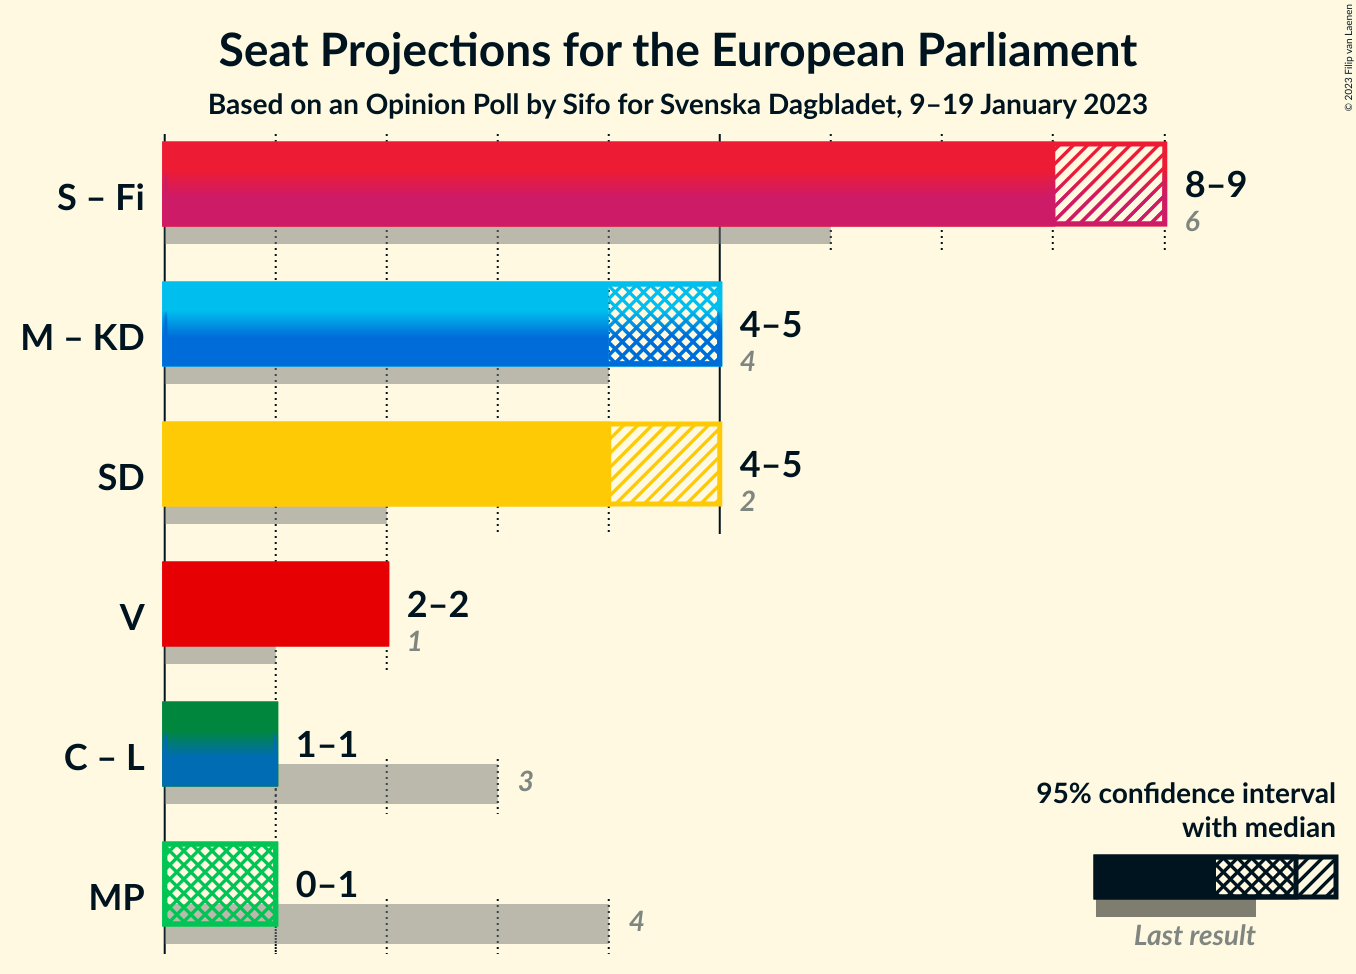 Seat Projections for the European Parliament
Based on an Opinion Poll by Sifo for Svenska Dagbladet, 9–19 January 2023
© 2023 Filip van Laenen
S – Fi
8–9
6
M – KD
4–5
4
SD
4–5
2
V
2–2
1
C – L
1–1
3
MP
0–1
4
95% confidence interval
with median
Last result